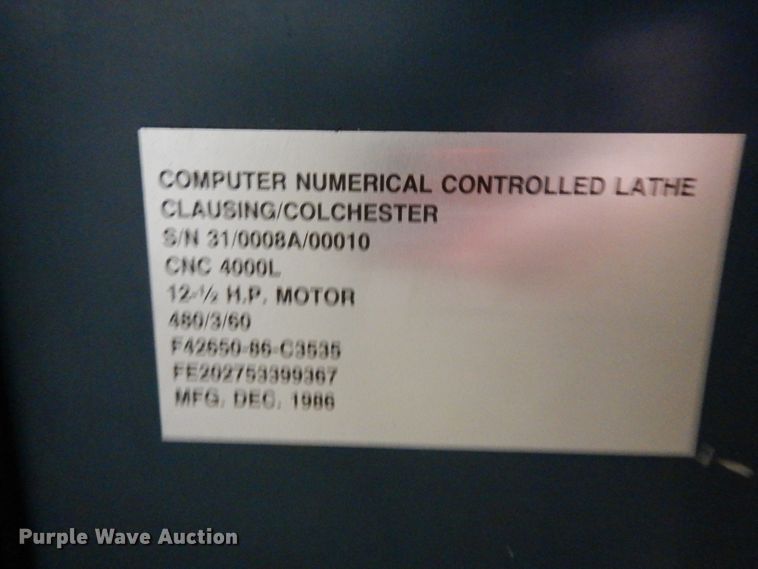 COMPUTER NUMERICAL CONTROLLED LATHE
CLAUSING/COLCHESTER
S/N 31/0008A/00010
CNC 4000L
12-½ H.P. MOTOR
480/3/60
F42650-86-C3535
FE202753399367
MFG. DEC. 1986
Purple Wave Auction